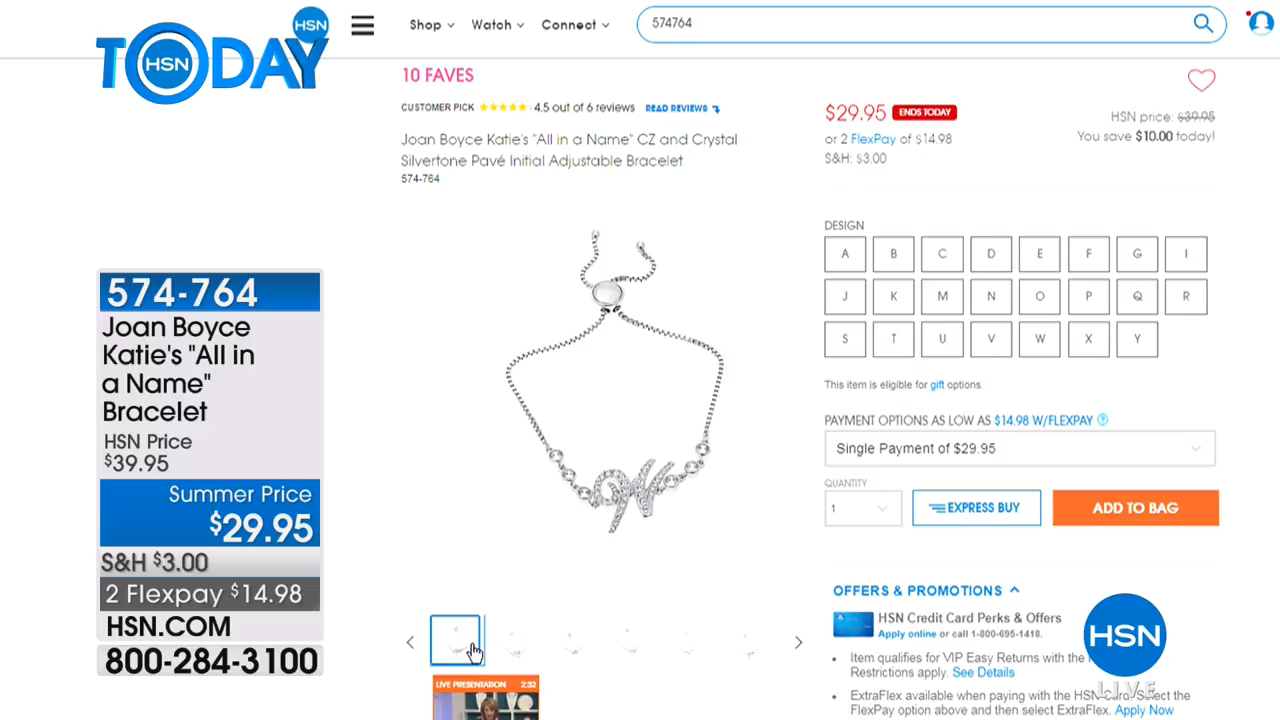 HSN
TODAY
HSN
Shop
Watch
Connect
574764
10 FAVES
CUSTOMER PICK
4.5 out of 6 reviews
READ REVIEWS
Joan Boyce Katie's "All in a Name" CZ and Crystal
Silvertone Pavé Initial Adjustable Bracelet
574-764
$29.95
ENDS TODAY
or 2 FlexPay of $14.98
S&H: $3.00
HSN price: $39.95
You save $10.00 today!
DESIGN
A B C D E F G I
J K M N O P Q R
S T U V W X Y
This item is eligible for gift options.
PAYMENT OPTIONS AS LOW AS $14.98 W/FLEXPAY ?
Single Payment of $29.95
QUANTITY
1
EXPRESS BUY
ADD TO BAG
OFFERS & PROMOTIONS
HSN Credit Card Perks & Offers
Apply online or call 1-800-695-1418.
Item qualifies for VIP Easy Returns with the
Restrictions apply. See Details
ExtraFlex available when paying with the HSN Card. Select the
FlexPay option above and then select ExtraFlex. Apply Now
574-764
Joan Boyce
Katie's "All in
a Name"
Bracelet
HSN Price
$39.95
Summer Price
$29.95
S&H $3.00
2 Flexpay $14.98
HSN.COM
800-284-3100
LIVE PRESENTATION 2:32
HSN
LIVE